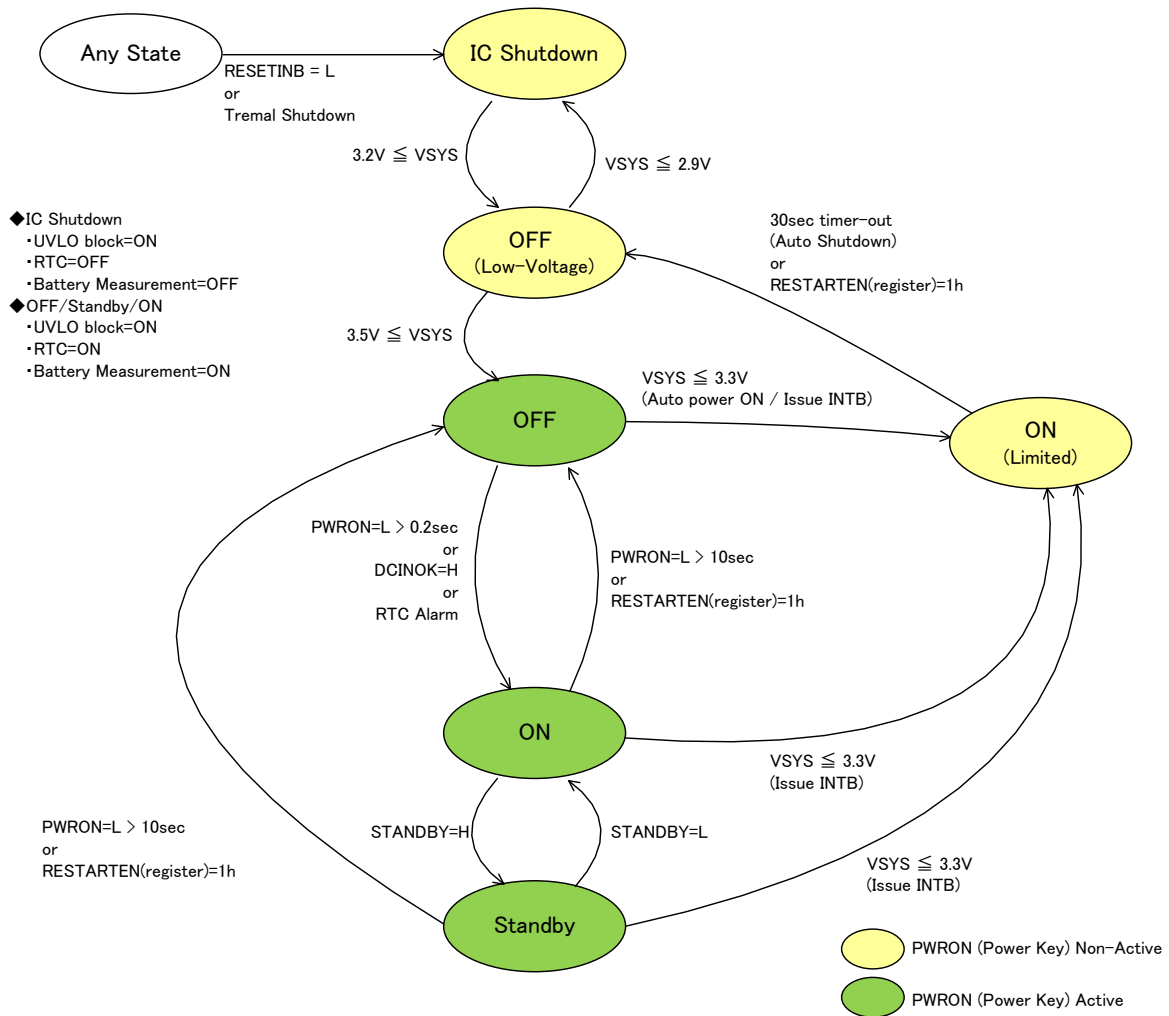 Any State
IC Shutdown
RESETINB = L
or
Tremal Shutdown
3.2V ≦ VSYS
VSYS ≦ 2.9V
◆IC Shutdown
・UVLO block=ON
・RTC=OFF
・Battery Measurement=OFF
◆OFF/Standby/ON
・UVLO block=ON
・RTC=ON
・Battery Measurement=ON
OFF
(Low-Voltage)
30sec timer-out
(Auto Shutdown)
or
RESTARTEN(register)=1h
3.5V ≦ VSYS
VSYS ≦ 3.3V
(Auto power ON / Issue INTB)
OFF
ON
(Limited)
PWRON=L > 0.2sec
or
DCINOK=H
or
RTC Alarm
PWRON=L > 10sec
or
RESTARTEN(register)=1h
ON
VSYS ≦ 3.3V
(Issue INTB)
STANDBY=H
STANDBY=L
PWRON=L > 10sec
or
RESTARTEN(register)=1h
VSYS ≦ 3.3V
(Issue INTB)
Standby
PWRON (Power Key) Non-Active
PWRON (Power Key) Active